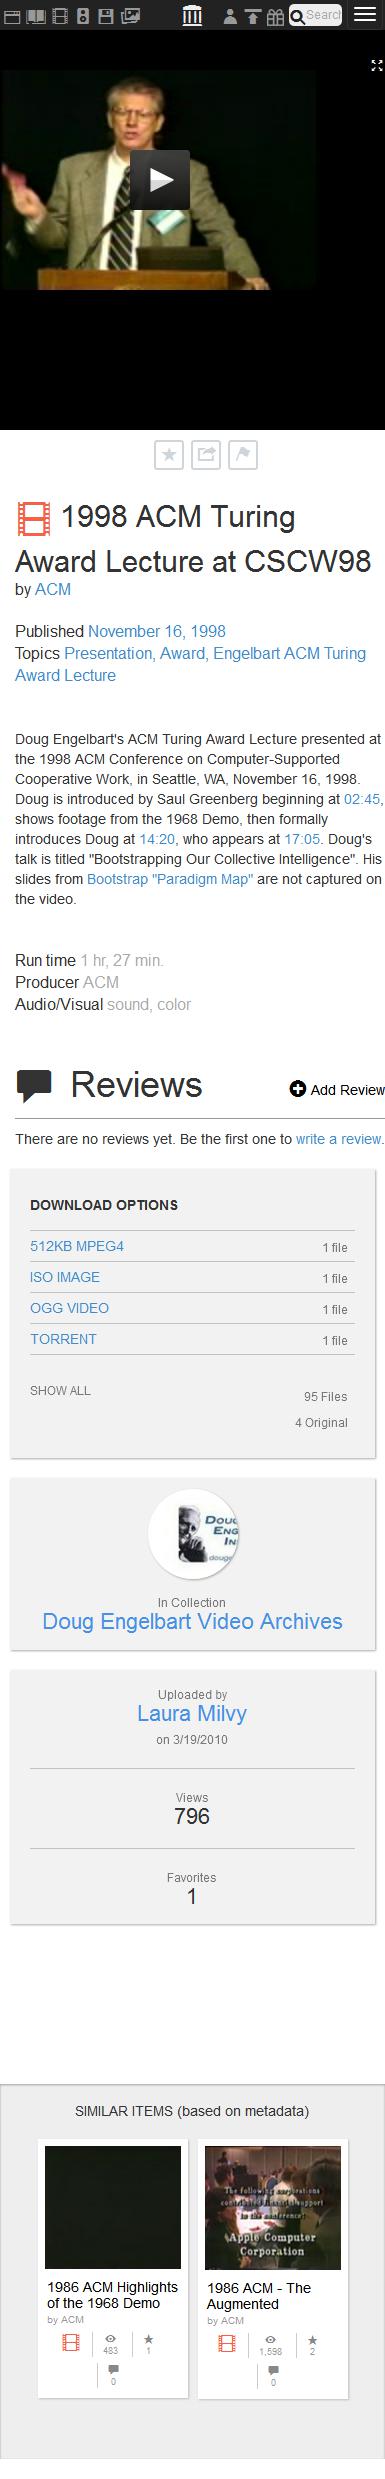 Search
1998 ACM Turing
Award Lecture at CSCW98
by ACM
Published November 16, 1998
Topics Presentation, Award, Engelbart ACM Turing
Award Lecture
Doug Engelbart's ACM Turing Award Lecture presented at
the 1998 ACM Conference on Computer-Supported
Cooperative Work, in Seattle, WA, November 16, 1998.
Doug is introduced by Saul Greenberg beginning at 02:45,
shows footage from the 1968 Demo, then formally
introduces Doug at 14:20, who appears at 17:05. Doug's
talk is titled "Bootstrapping Our Collective Intelligence". His
slides from Bootstrap "Paradigm Map" are not captured on
the video.
Run time 1 hr, 27 min.
Producer ACM
Audio/Visual sound, color
Reviews
Add Review
There are no reviews yet. Be the first one to write a review.
DOWNLOAD OPTIONS
512KB MPEG4 1 file
ISO IMAGE 1 file
OGG VIDEO 1 file
TORRENT 1 file
SHOW ALL 95 Files
4 Original
Doug
Eng
In
douge
In Collection
Doug Engelbart Video Archives
Uploaded by
Laura Milvy
on 3/19/2010
Views
796
Favorites
1
SIMILAR ITEMS (based on metadata)
1986 ACM Highlights
of the 1968 Demo
by ACM
483
1
0
The following corporations
contributed financial support
to the conference:
Apple Computer
Corporation
1986 ACM - The
Augmented
by ACM
1,598
2
0